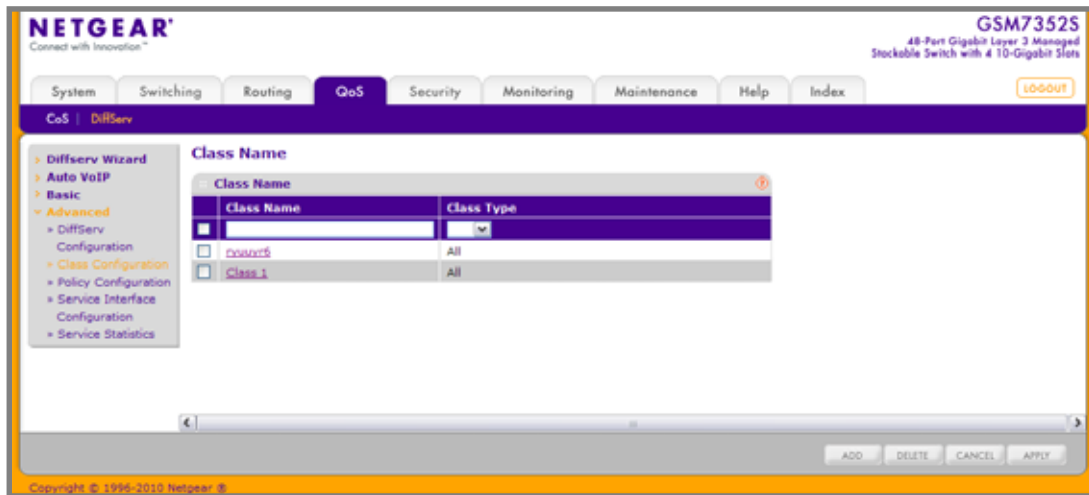 NETGEAR®
Connect with Innovation™
GSM7352S
48-Port Gigabit Layer 3 Managed
Stackable Switch with 4 10-Gigabit Slots
System Switching Routing QoS Security Monitoring Maintenance Help Index LOGOUT
CoS | DiffServ
Diffserv Wizard
Auto VoIP
Basic
Advanced
» DiffServ
Configuration
» Class Configuration
» Policy Configuration
» Service Interface
Configuration
» Service Statistics
Class Name
Class Name
Class Name Class Type
All
Class 1 All
ADD DELETE CANCEL APPLY
Copyright © 1996-2010 Netgear ®